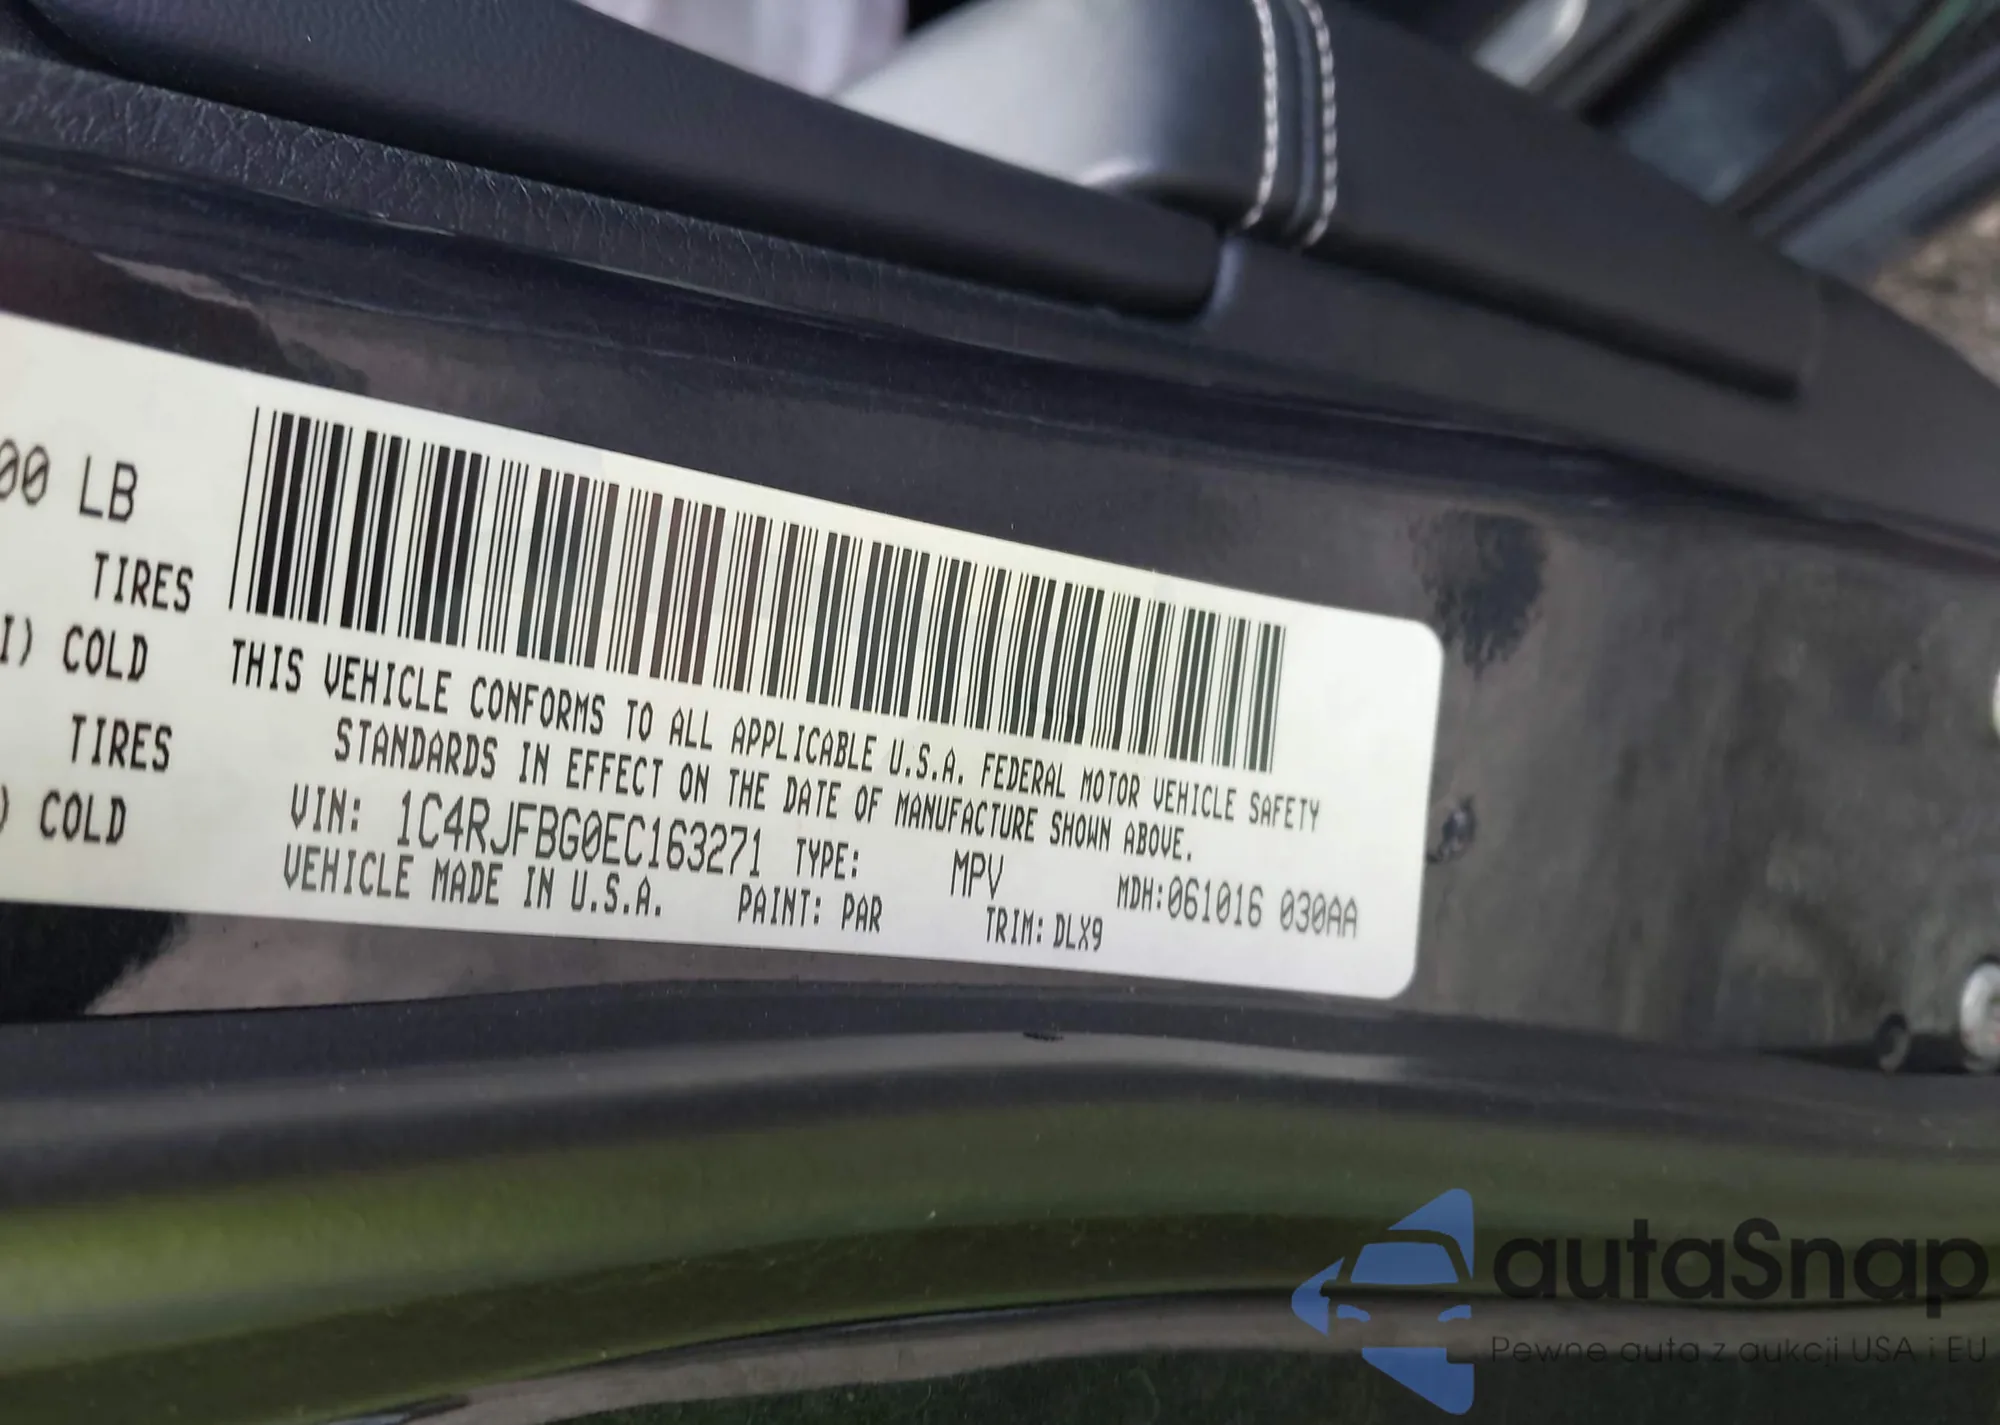 00 LB
TIRES
I) COLD
TIRES
) COLD
THIS VEHICLE CONFORMS TO ALL APPLICABLE U.S.A. FEDERAL MOTOR VEHICLE SAFETY
STANDARDS IN EFFECT ON THE DATE OF MANUFACTURE SHOWN ABOVE.
VIN: 1C4RJFBG0EC163271 TYPE: MPV MDH:061016 030AA
VEHICLE MADE IN U.S.A. PAINT: PAR TRIM: DLX9
autaSnap
Pewne auta z aukcji USA i EU